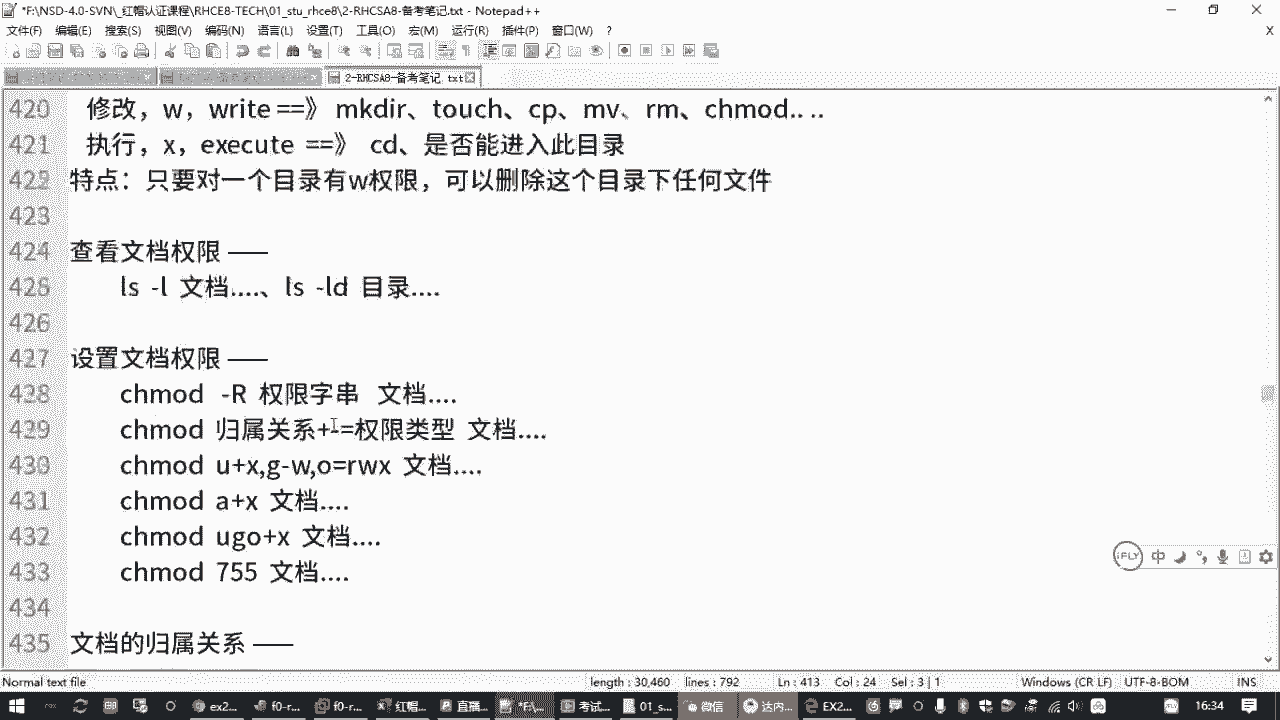 *F:\NSD-4.0-SVN\_红帽认证课程\RHCE8-TECH\01_stu_rhce8\2-RHCSA8-备考笔记.txt - Notepad++
文件(F) 编辑(E) 搜索(S) 视图(V) 编码(N) 语言(L) 设置(T) 工具(O) 宏(M) 运行(R) 插件(P) 窗口(W) ? X
2-RHCSA8-备考笔记.txt
420 修改，w，write ==》 mkdir、touch、cp、mv、rm、chmod.. ..
421 执行，x，execute ==》 cd、是否能进入此目录
422 特点：只要对一个目录有w权限，可以删除这个目录下任何文件
423
424 查看文档权限 ——
425 ls -l 文档....、ls -ld 目录....
426
427 设置文档权限 ——
428 chmod -R 权限字串 文档....
429 chmod 归属关系+-=权限类型 文档....
430 chmod u+x,g-w,o=rwx 文档....
431 chmod a+x 文档....
432 chmod ugo+x 文档....
433 chmod 755 文档....
434
435 文档的归属关系 ——
iFLY 中
Normal text file length : 30,460 lines : 792 Ln : 413 Col : 24 Sel : 3 | 1 Windows (CR LF) UTF-8-BOM INS
ex2... f0-r... f0-r... 红帽... 直播... *F:\... 考试... 01_s... 微信 达内... EX2... 16:34